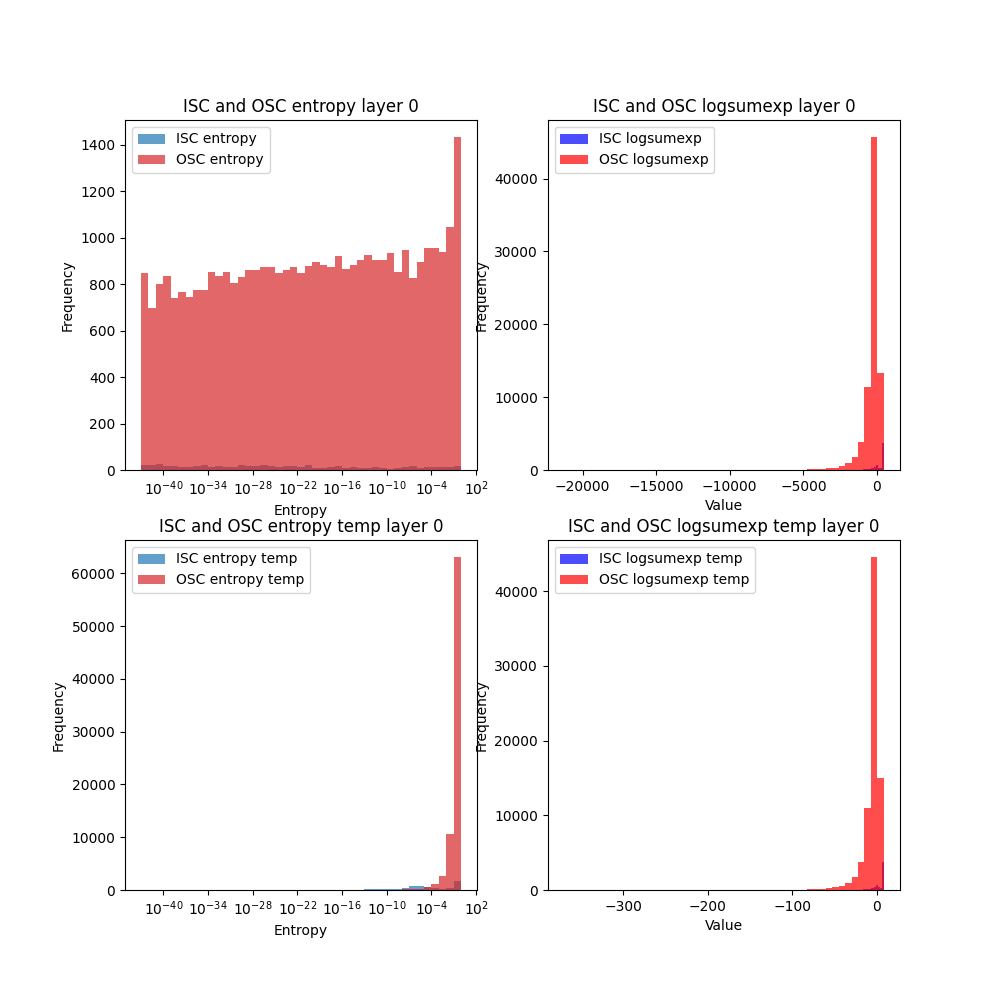 ISC and OSC entropy layer 0
ISC entropy
OSC entropy
Frequency
1400
1200
1000
800
600
400
200
0
10⁻⁴⁰ 10⁻³⁴ 10⁻²⁸ 10⁻²² 10⁻¹⁶ 10⁻¹⁰ 10⁻⁴ 10²
Entropy
ISC and OSC logsumexp layer 0
ISC logsumexp
OSC logsumexp
Frequency
40000
30000
20000
10000
0
−20000 −15000 −10000 −5000 0
Value
ISC and OSC entropy temp layer 0
ISC entropy temp
OSC entropy temp
Frequency
60000
50000
40000
30000
20000
10000
0
10⁻⁴⁰ 10⁻³⁴ 10⁻²⁸ 10⁻²² 10⁻¹⁶ 10⁻¹⁰ 10⁻⁴ 10²
Entropy
ISC and OSC logsumexp temp layer 0
ISC logsumexp temp
OSC logsumexp temp
Frequency
40000
30000
20000
10000
0
−300 −200 −100 0
Value